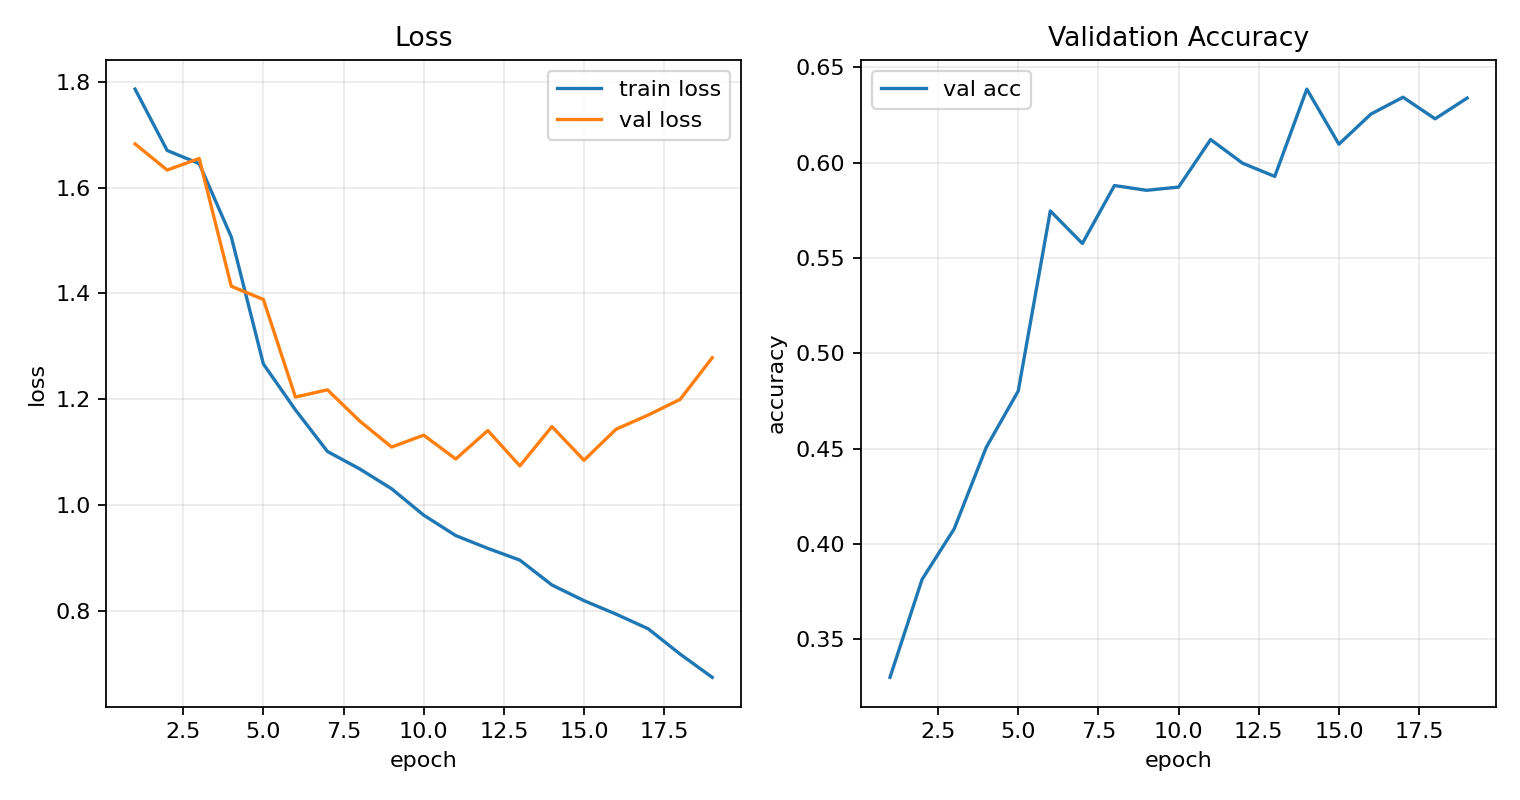 Loss
1.8
1.6
1.4
1.2
1.0
0.8
loss
train loss
val loss
2.5 5.0 7.5 10.0 12.5 15.0 17.5
epoch
Validation Accuracy
0.65
0.60
0.55
0.50
0.45
0.40
0.35
accuracy
val acc
2.5 5.0 7.5 10.0 12.5 15.0 17.5
epoch